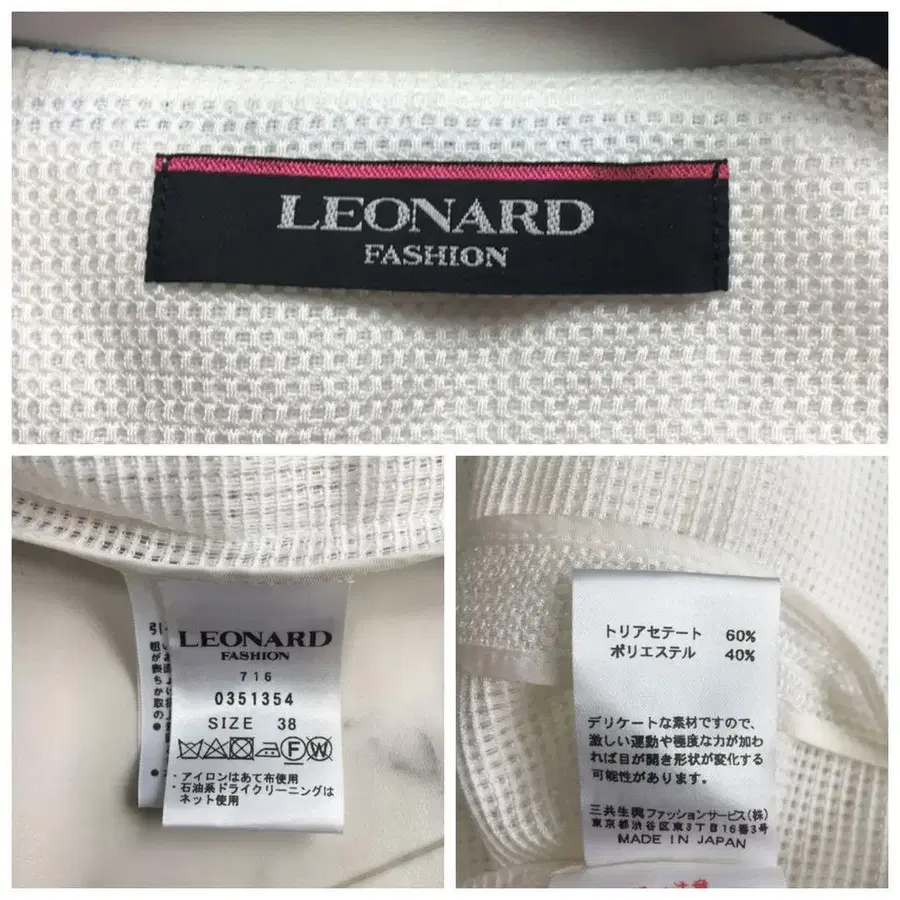 LEONARD
FASHION
LEONARD
FASHION
716
0351354
SIZE 38
F W
・アイロンはあて布使用
・石油系ドライクリーニングは
ネット使用
トリアセテート 60%
ポリエステル 40%
デリケートな素材ですので、
激しい運動や極度な力が加わ
れば目が開き形状が変化する
可能性があります。
三共生興ファッションサービス(株)
東京都渋谷区東3丁目16番3号
MADE IN JAPAN